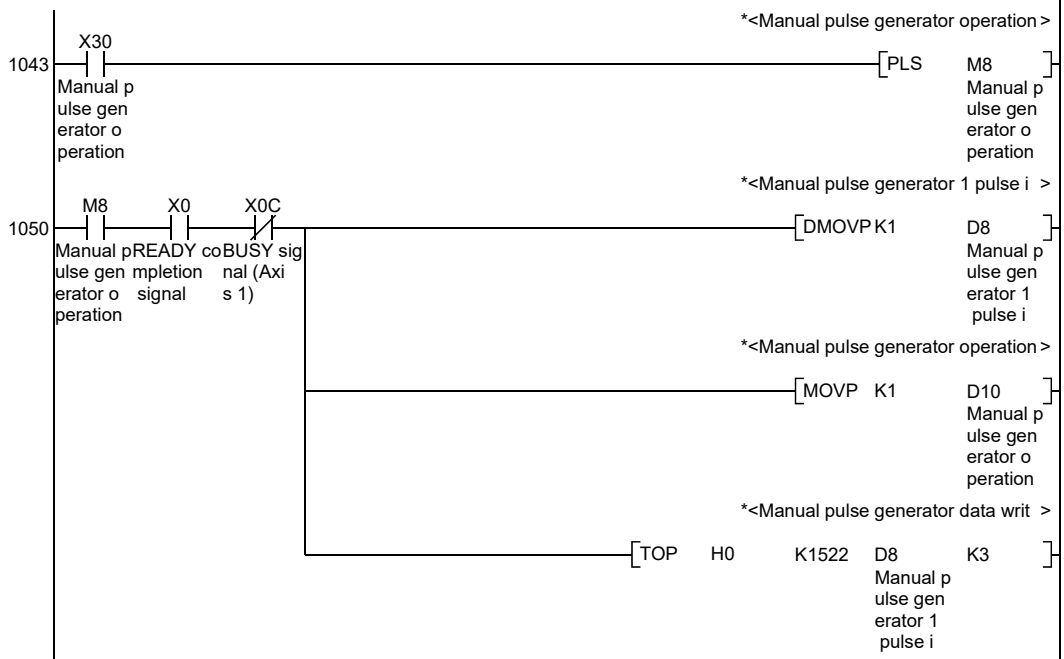 *<Manual pulse generator operation>
X30
1043
PLS M8
Manual p
ulse gen
erator o
peration
Manual p
ulse gen
erator o
peration
*<Manual pulse generator 1 pulse i >
M8 X0 X0C
1050
DMOVP K1 D8
Manual p
ulse gen
erator o
peration
READY co
mpletion
signal
BUSY sig
nal (Axi
s 1)
Manual p
ulse gen
erator 1
pulse i
*<Manual pulse generator operation>
MOVP K1 D10
Manual p
ulse gen
erator o
peration
*<Manual pulse generator data writ >
TOP H0 K1522 D8 K3
Manual p
ulse gen
erator 1
pulse i